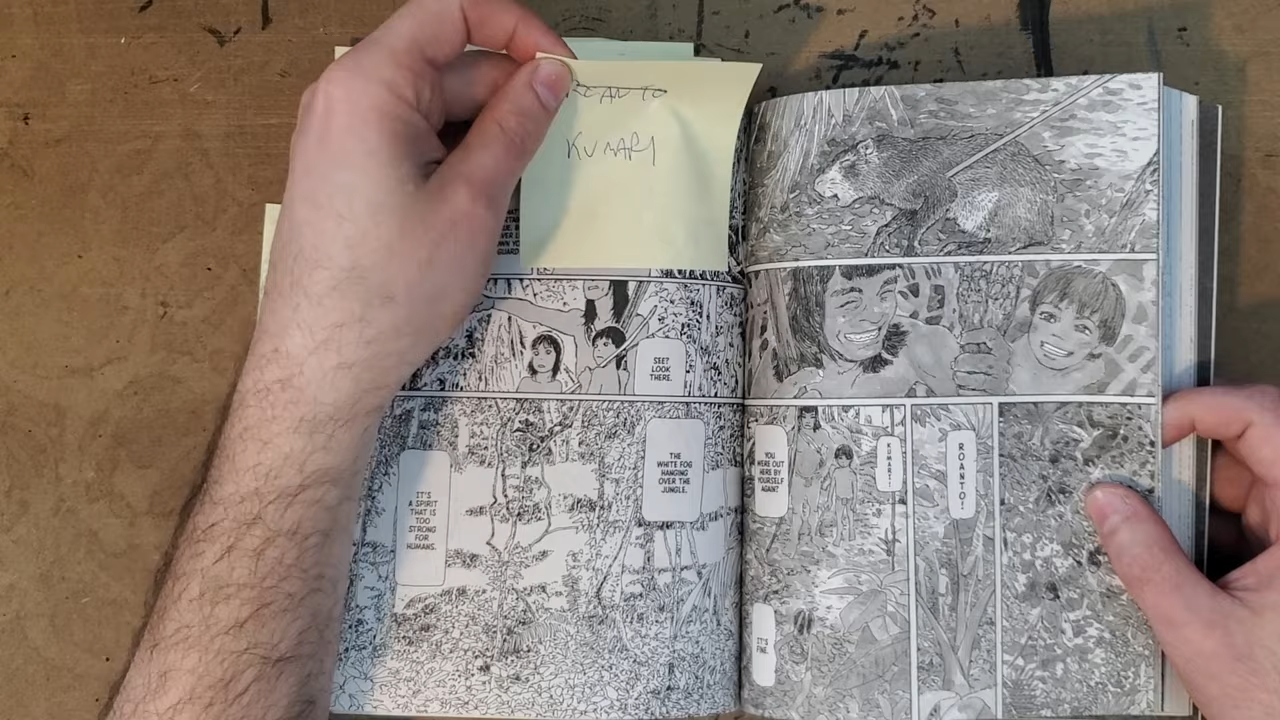 ROANTO
KUMARI
SEE?
LOOK
THERE.
THE
WHITE FOG
HANGING
OVER THE
JUNGLE.
IT'S
A SPIRIT
THAT IS
TOO
STRONG
FOR
HUMANS.
YOU
WERE OUT
HERE BY
YOURSELF
AGAIN?
KUMARI!
IT'S
FINE.
ROANTO!